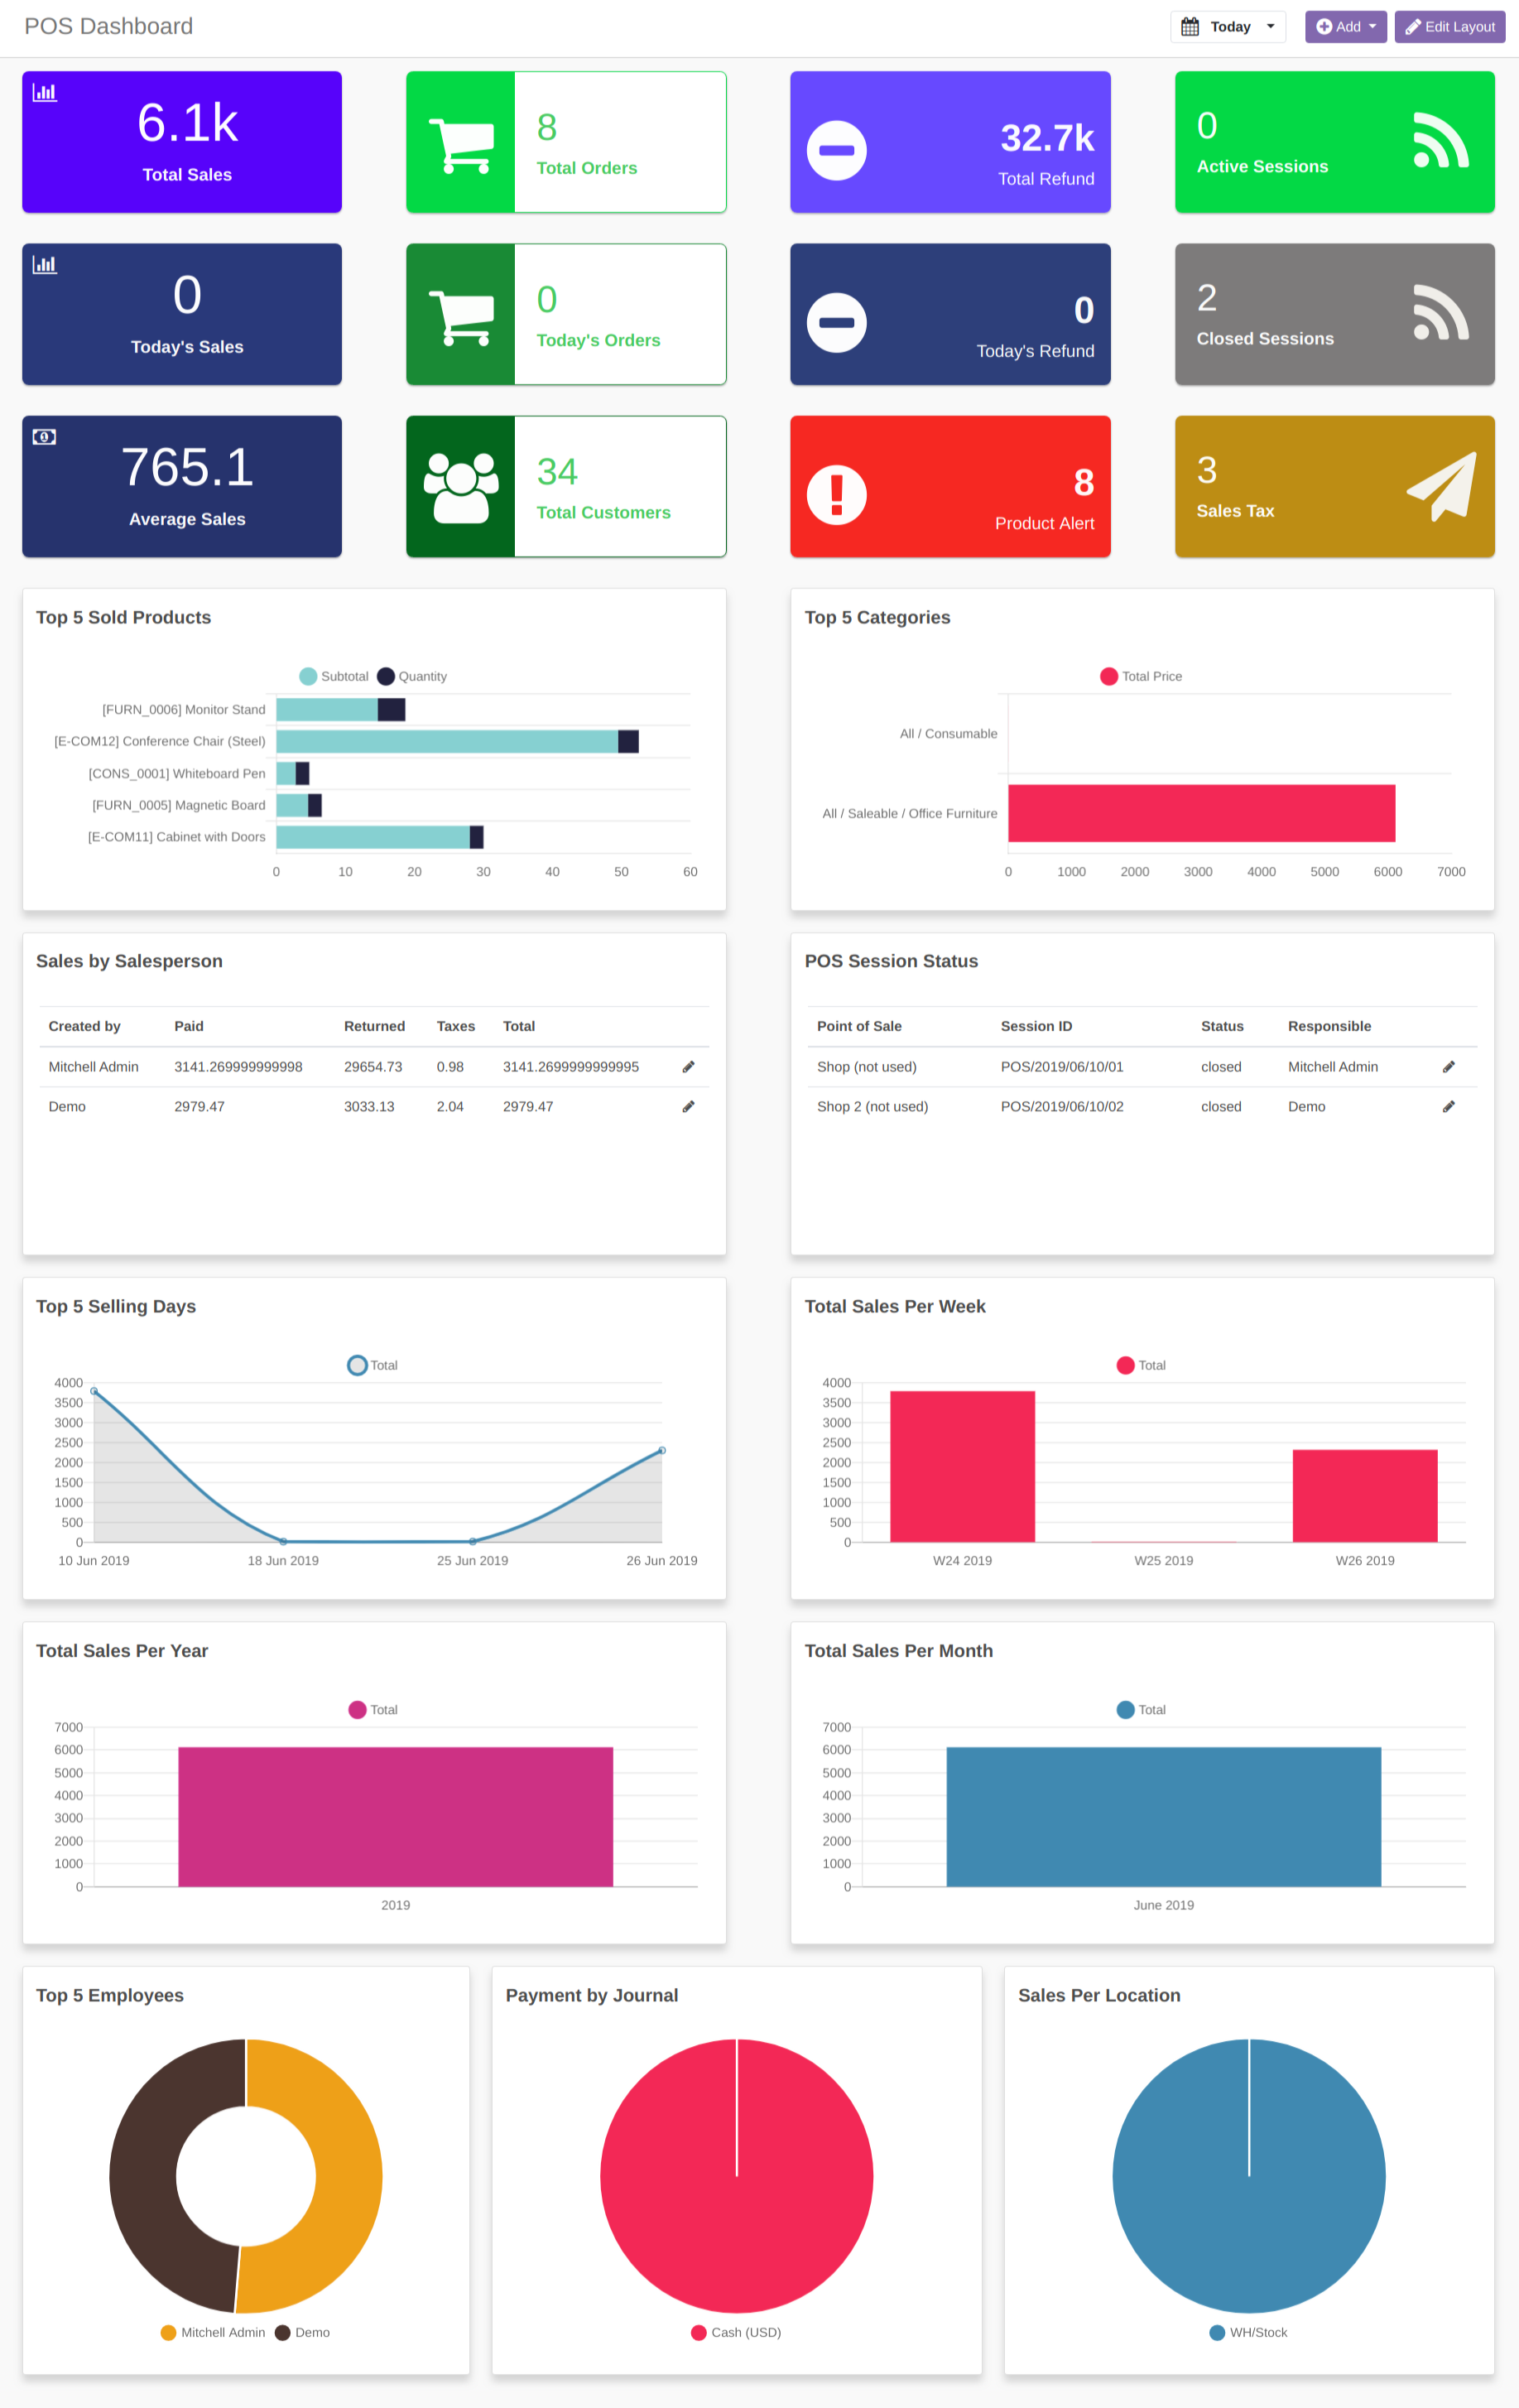 POS Dashboard
Today
Add
Edit Layout
6.1k
Total Sales
8
Total Orders
32.7k
Total Refund
0
Active Sessions
0
Today's Sales
0
Today's Orders
0
Today's Refund
2
Closed Sessions
765.1
Average Sales
34
Total Customers
8
Product Alert
3
Sales Tax
Top 5 Sold Products
Subtotal Quantity
[FURN_0006] Monitor Stand
[E-COM12] Conference Chair (Steel)
[CONS_0001] Whiteboard Pen
[FURN_0005] Magnetic Board
[E-COM11] Cabinet with Doors
0 10 20 30 40 50 60
Top 5 Categories
Total Price
All / Consumable
All / Saleable / Office Furniture
0 1000 2000 3000 4000 5000 6000 7000
Sales by Salesperson
Created by Paid Returned Taxes Total
Mitchell Admin 3141.269999999998 29654.73 0.98 3141.2699999999995
Demo 2979.47 3033.13 2.04 2979.47
POS Session Status
Point of Sale Session ID Status Responsible
Shop (not used) POS/2019/06/10/01 closed Mitchell Admin
Shop 2 (not used) POS/2019/06/10/02 closed Demo
Top 5 Selling Days
Total
4000
3500
3000
2500
2000
1500
1000
500
0
10 Jun 2019 18 Jun 2019 25 Jun 2019 26 Jun 2019
Total Sales Per Week
Total
4000
3500
3000
2500
2000
1500
1000
500
0
W24 2019 W25 2019 W26 2019
Total Sales Per Year
Total
7000
6000
5000
4000
3000
2000
1000
0
2019
Total Sales Per Month
Total
7000
6000
5000
4000
3000
2000
1000
0
June 2019
Top 5 Employees
Mitchell Admin Demo
Payment by Journal
Cash (USD)
Sales Per Location
WH/Stock